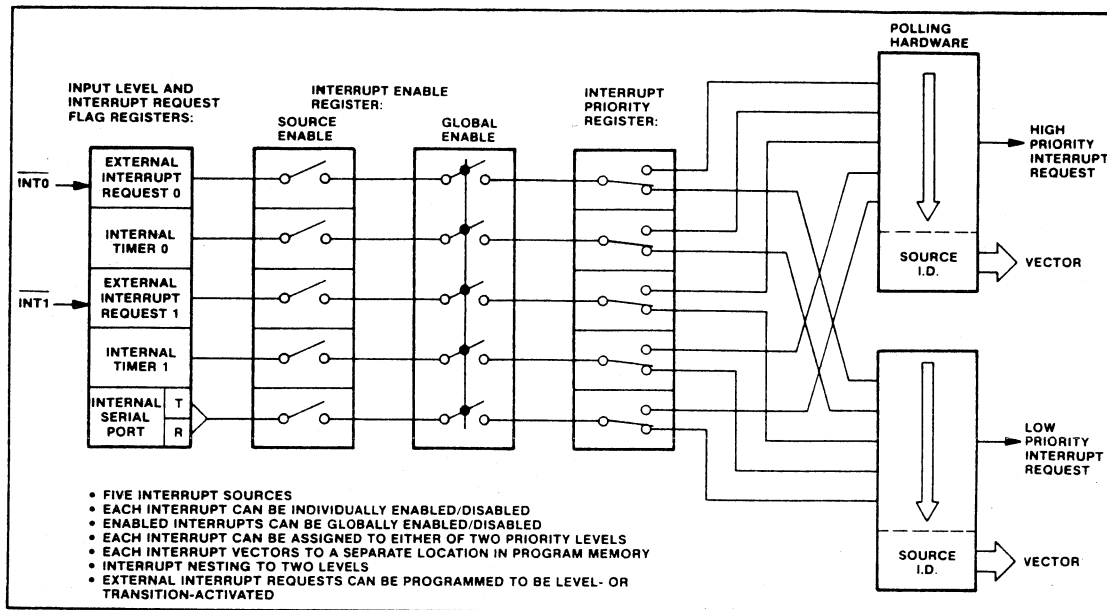 POLLING
HARDWARE
INPUT LEVEL AND
INTERRUPT REQUEST
FLAG REGISTERS:
INTERRUPT ENABLE
REGISTER:
SOURCE
ENABLE
GLOBAL
ENABLE
INTERRUPT
PRIORITY
REGISTER:
INT0
EXTERNAL
INTERRUPT
REQUEST 0
INTERNAL
TIMER 0
INT1
EXTERNAL
INTERRUPT
REQUEST 1
INTERNAL
TIMER 1
INTERNAL
SERIAL
PORT
T
R
HIGH
PRIORITY
INTERRUPT
REQUEST
SOURCE
I.D.
VECTOR
LOW
PRIORITY
INTERRUPT
REQUEST
SOURCE
I.D.
VECTOR
• FIVE INTERRUPT SOURCES
• EACH INTERRUPT CAN BE INDIVIDUALLY ENABLED/DISABLED
• ENABLED INTERRUPTS CAN BE GLOBALLY ENABLED/DISABLED
• EACH INTERRUPT CAN BE ASSIGNED TO EITHER OF TWO PRIORITY LEVELS
• EACH INTERRUPT VECTORS TO A SEPARATE LOCATION IN PROGRAM MEMORY
• INTERRUPT NESTING TO TWO LEVELS
• EXTERNAL INTERRUPT REQUESTS CAN BE PROGRAMMED TO BE LEVEL- OR
TRANSITION-ACTIVATED